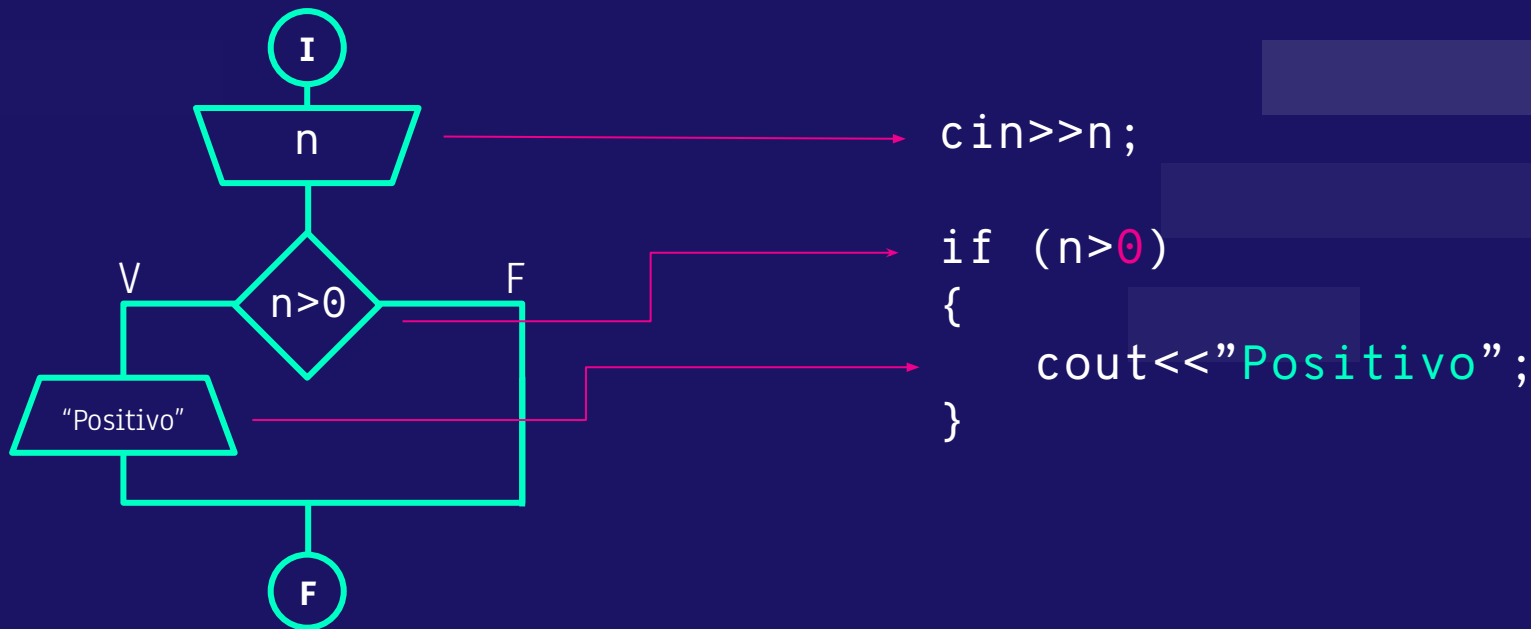 I
n
V
n>0
F
“Positivo”
F
cin>>n;
if (n>0)
{
cout<<”Positivo”;
}